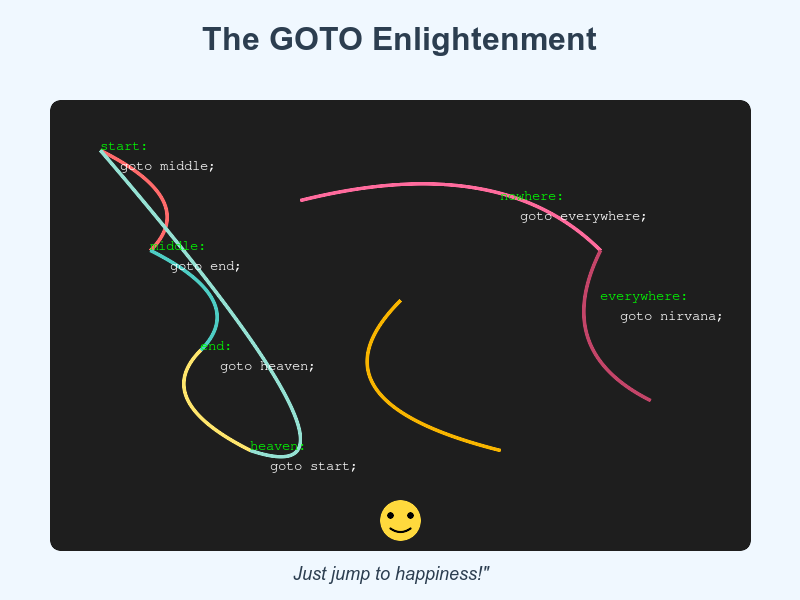 The GOTO Enlightenment
start:
goto middle;
middle:
goto end;
end:
goto heaven;
heaven:
goto start;
nowhere:
goto everywhere;
everywhere:
goto nirvana;
Just jump to happiness!"